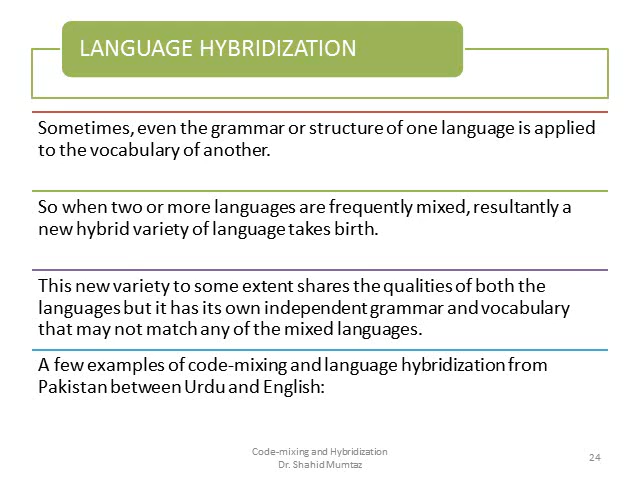 LANGUAGE HYBRIDIZATION
Sometimes, even the grammar or structure of one language is applied
to the vocabulary of another.
So when two or more languages are frequently mixed, resultantly a
new hybrid variety of language takes birth.
This new variety to some extent shares the qualities of both the
languages but it has its own independent grammar and vocabulary
that may not match any of the mixed languages.
A few examples of code-mixing and language hybridization from
Pakistan between Urdu and English:
Code-mixing and Hybridization
Dr. Shahid Mumtaz
24